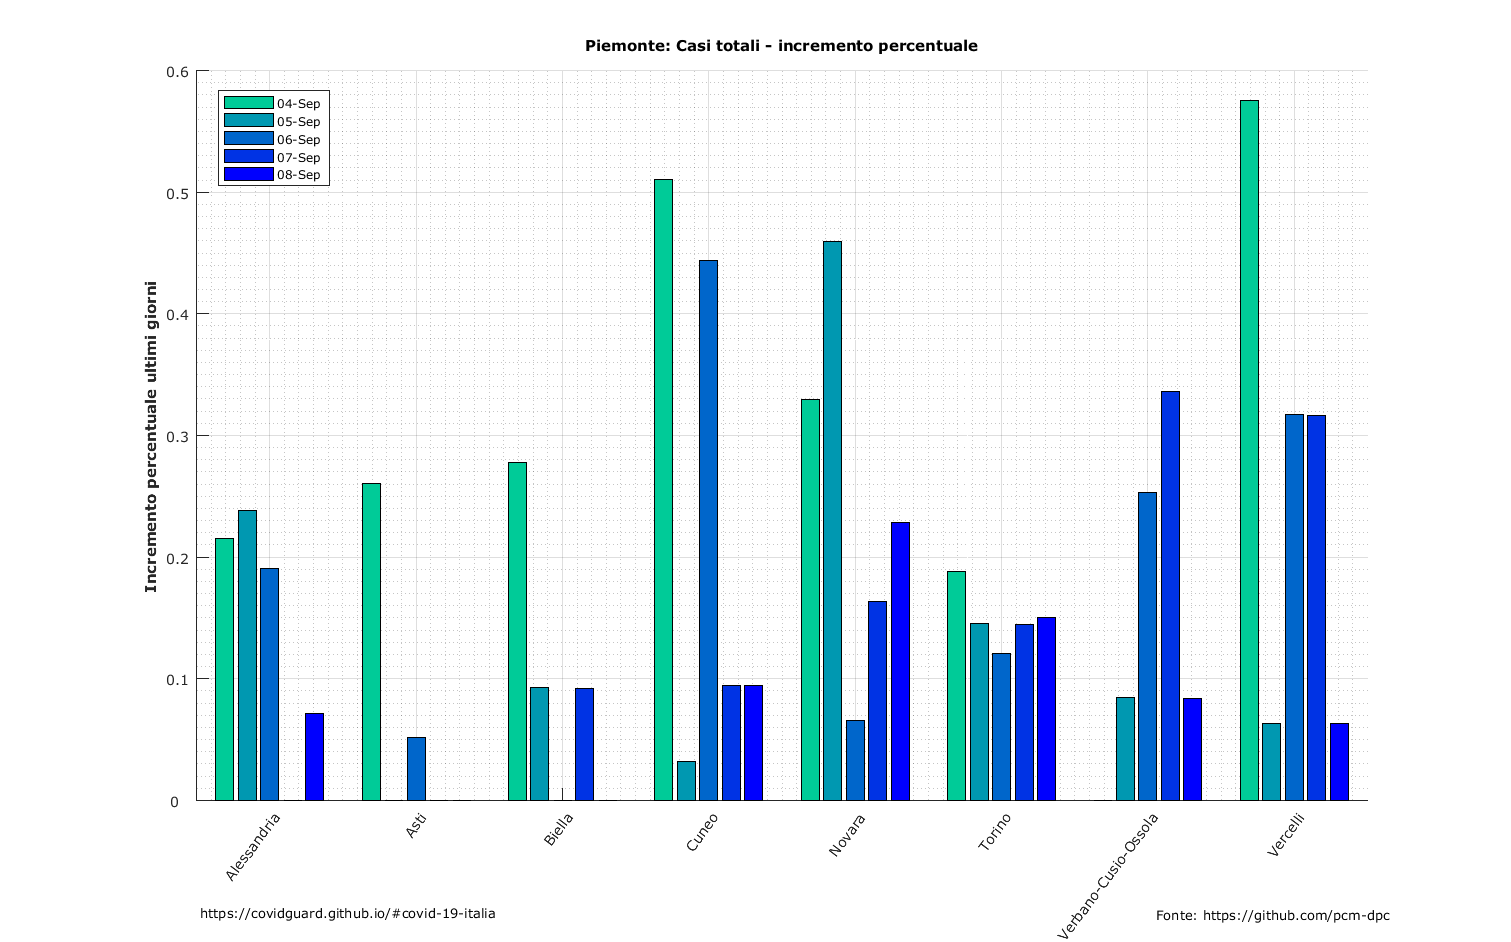 Piemonte: Casi totali - incremento percentuale
0.6
0.5
0.4
0.3
0.2
0.1
0
Incremento percentuale ultimi giorni
04-Sep
05-Sep
06-Sep
07-Sep
08-Sep
Alessandria
Asti
Biella
Cuneo
Novara
Torino
Verbano-Cusio-Ossola
Vercelli
https://covidguard.github.io/#covid-19-italia
Fonte: https://github.com/pcm-dpc